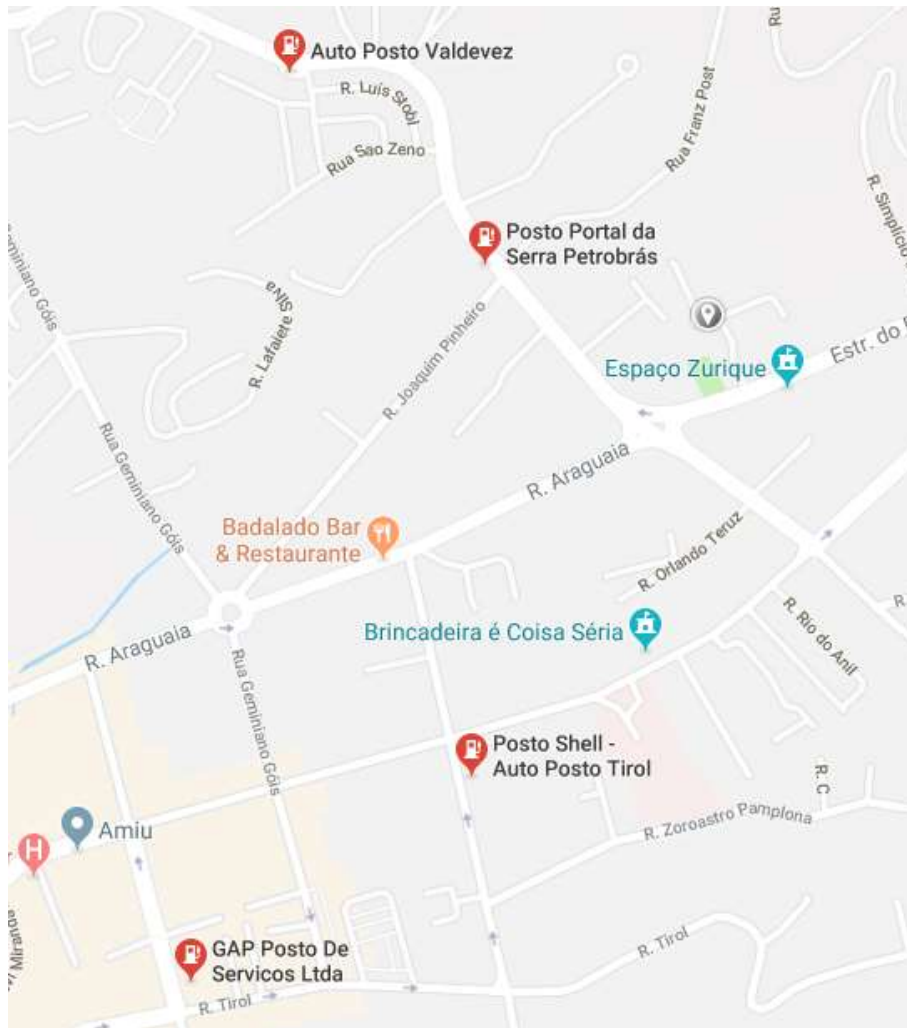 Auto Posto Valdevez
R. Luís Stobl
Rua Sao Zeno
Rua Franz Post
R. Simplício
Posto Portal da
Serra Petrobrás
Geminiano Góis
R. Lafaiete Silva
R. Joaquim Pinheiro
Espaço Zurique
Estr. do
Rua Geminiano Góis
R. Araguaia
Badalado Bar
& Restaurante
R. Orlando Teruz
Brincadeira é Coisa Séria
R. Araguaia
R. Rio do Anil
Rua Geminiano Góis
Posto Shell -
Auto Posto Tirol
R. C
Amiu
R. Zoroastro Pamplona
H
GAP Posto De
Servicos Ltda
R. Tirol
R. Tirol